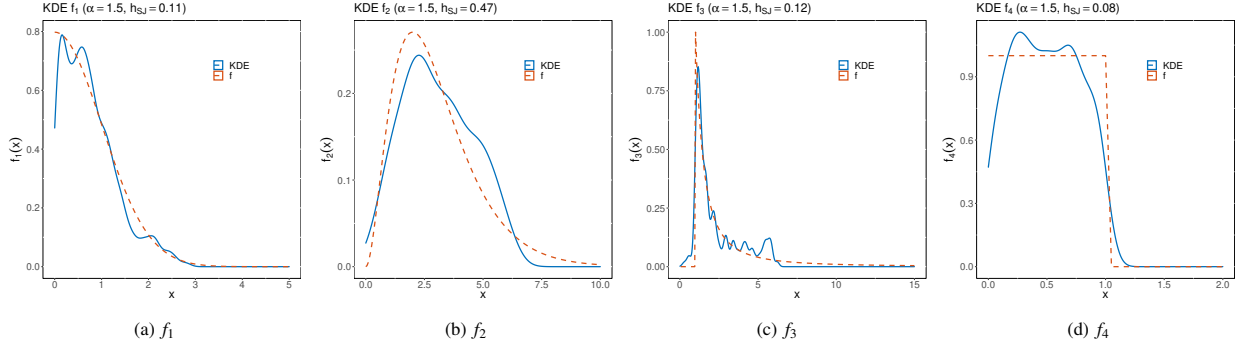 KDE f₁ (α = 1.5, hSJ = 0.11)
f₁(x)
0.8
0.6
0.4
0.2
0.0
KDE
f
0 1 2 3 4 5
x
(a) f₁
KDE f₂ (α = 1.5, hSJ = 0.47)
f₂(x)
0.2
0.1
0.0
KDE
f
0.0 2.5 5.0 7.5 10.0
x
(b) f₂
KDE f₃ (α = 1.5, hSJ = 0.12)
f₃(x)
1.00
0.75
0.50
0.25
0.00
KDE
f
0 5 10 15
x
(c) f₃
KDE f₄ (α = 1.5, hSJ = 0.08)
f₄(x)
0.9
0.6
0.3
0.0
KDE
f
0.0 0.5 1.0 1.5 2.0
x
(d) f₄